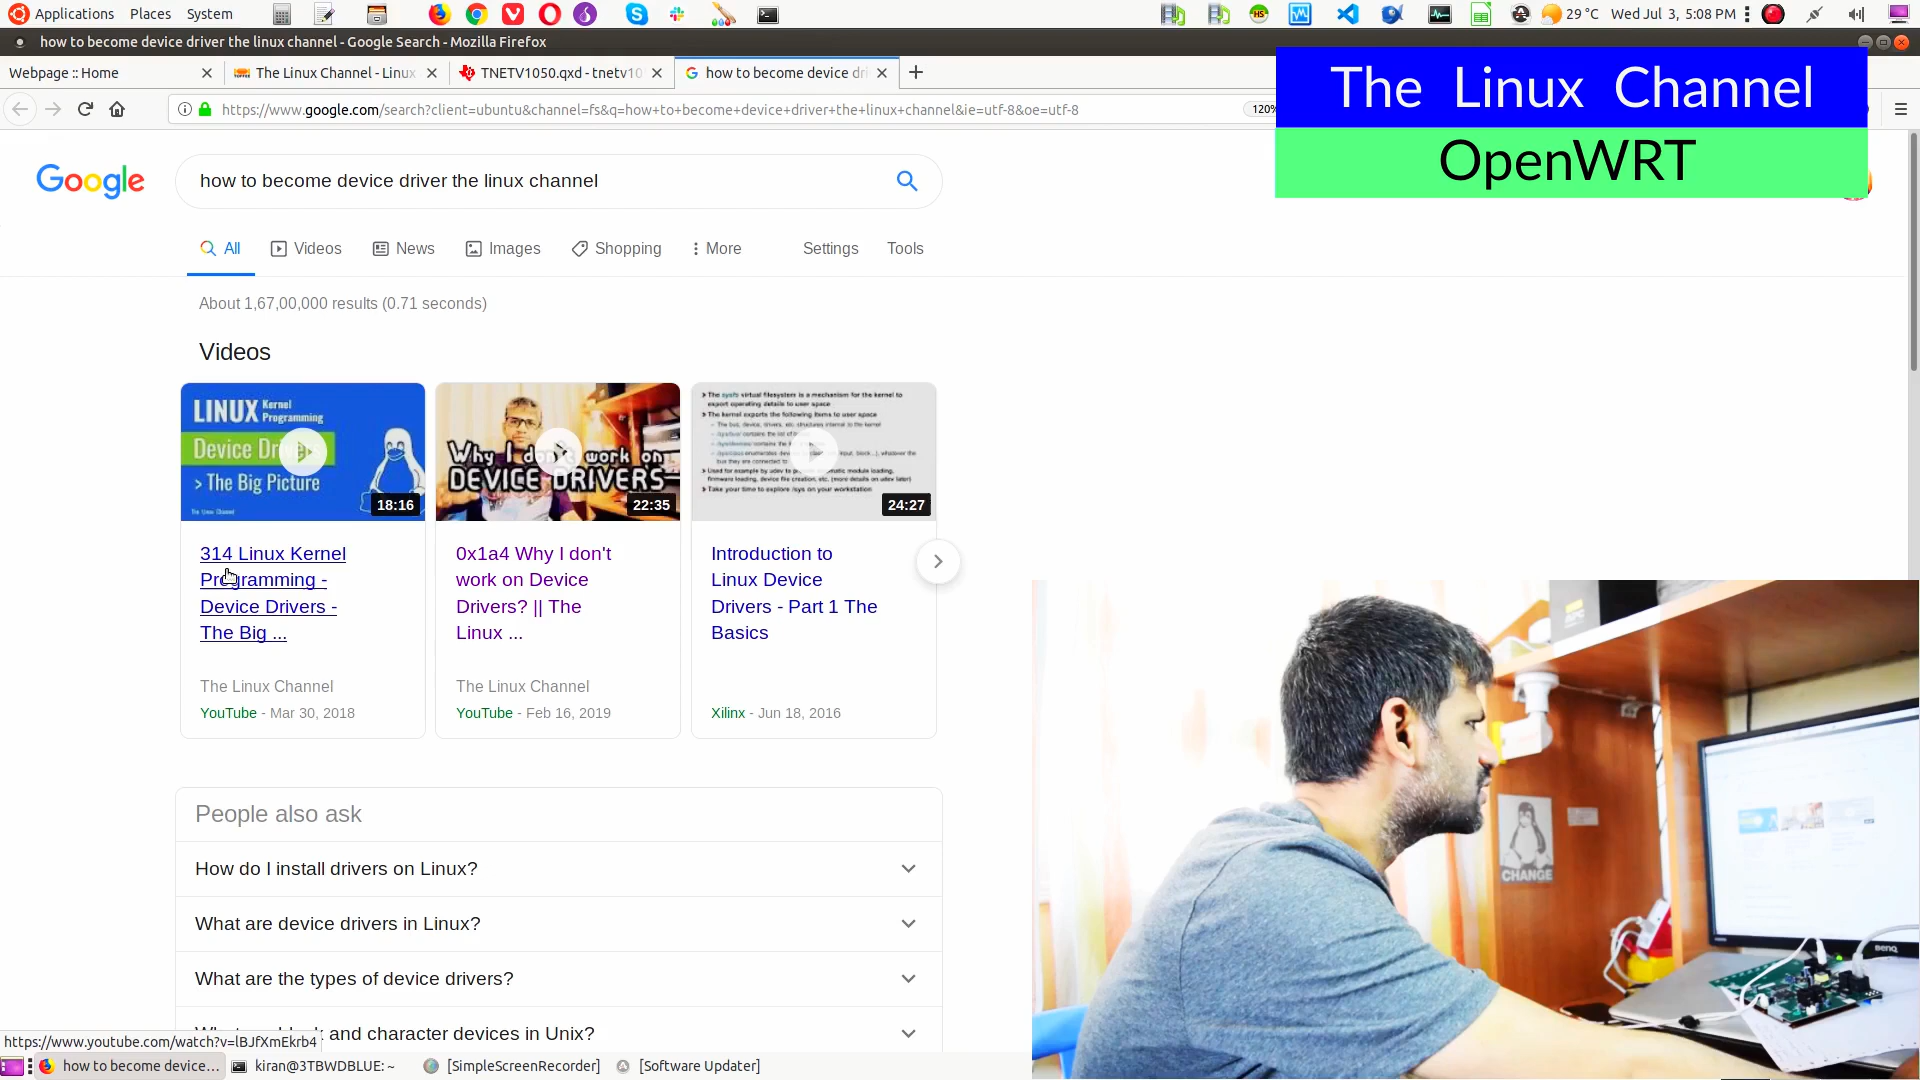 Applications Places System
29 °C Wed Jul 3, 5:08 PM
how to become device driver the linux channel - Google Search - Mozilla Firefox
Webpage :: Home
The Linux Channel - Linux
TNETV1050.qxd - tnetv10
how to become device dri
https://www.google.com/search?client=ubuntu&channel=fs&q=how+to+become+device+driver+the+linux+channel&ie=utf-8&oe=utf-8
120%
The Linux Channel
OpenWRT
Google
how to become device driver the linux channel
All
Videos
News
Images
Shopping
More
Settings
Tools
About 1,67,00,000 results (0.71 seconds)
Videos
LINUX Kernel Programming
> The Big Picture
The Linux Channel
18:16
DEVICE DRIVERS
22:35
24:27
314 Linux Kernel
Programming -
Device Drivers -
The Big ...
The Linux Channel
YouTube - Mar 30, 2018
0x1a4 Why I don't
work on Device
Drivers? || The
Linux ...
The Linux Channel
YouTube - Feb 16, 2019
Introduction to
Linux Device
Drivers - Part 1 The
Basics
Xilinx - Jun 18, 2016
People also ask
How do I install drivers on Linux?
What are device drivers in Linux?
What are the types of device drivers?
and character devices in Unix?
https://www.youtube.com/watch?v=lBJfXmEkrb4
how to become device...
kiran@3TBWDBLUE: ~
[SimpleScreenRecorder]
[Software Updater]
CHANGE
BenQ